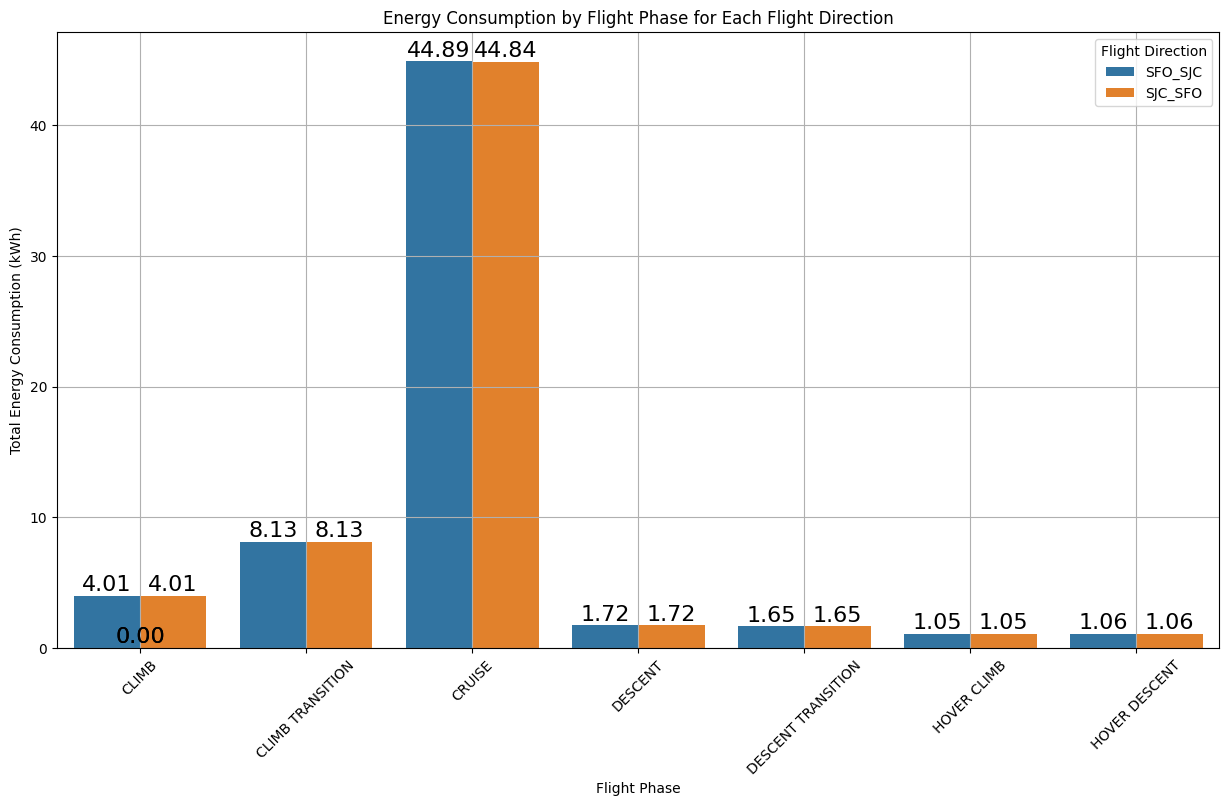 Energy Consumption by Flight Phase for Each Flight Direction
Flight Direction
SFO_SJC
SJC_SFO
Total Energy Consumption (kWh)
40
30
20
10
0
4.01 4.01
0.00
8.13 8.13
44.89 44.84
1.72 1.72
1.65 1.65
1.05 1.05
1.06 1.06
CLIMB
CLIMB TRANSITION
CRUISE
DESCENT
DESCENT TRANSITION
HOVER CLIMB
HOVER DESCENT
Flight Phase